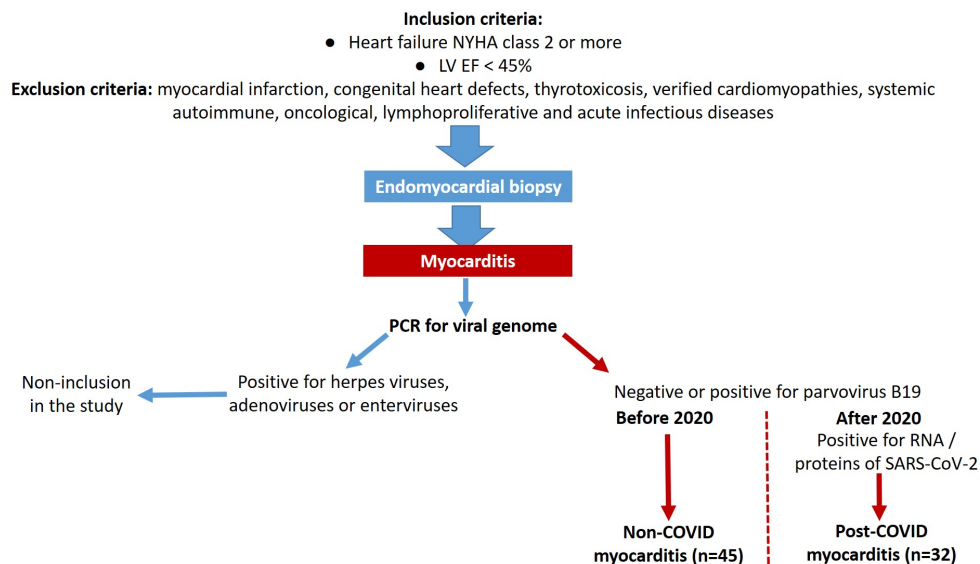 Inclusion criteria:
● Heart failure NYHA class 2 or more
● LV EF < 45%
Exclusion criteria: myocardial infarction, congenital heart defects, thyrotoxicosis, verified cardiomyopathies, systemic
autoimmune, oncological, lymphoproliferative and acute infectious diseases
Endomyocardial biopsy
Myocarditis
PCR for viral genome
Non-inclusion
in the study
Positive for herpes viruses,
adenoviruses or enterviruses
Negative or positive for parvovirus B19
Before 2020
After 2020
Positive for RNA /
proteins of SARS-CoV-2
Non-COVID
myocarditis (n=45)
Post-COVID
myocarditis (n=32)